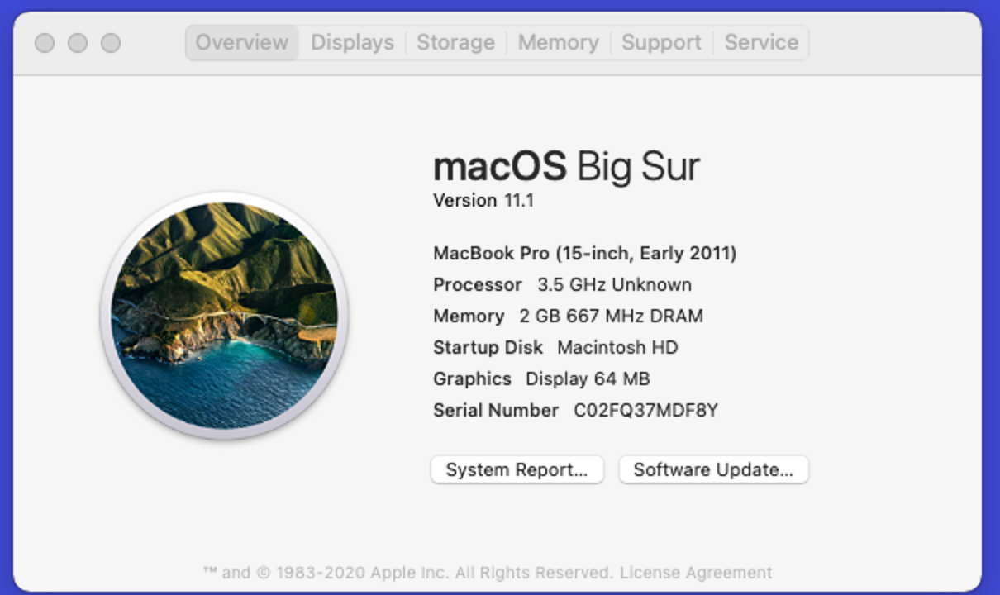 Overview Displays Storage Memory Support Service
macOS Big Sur
Version 11.1
MacBook Pro (15-inch, Early 2011)
Processor 3.5 GHz Unknown
Memory 2 GB 667 MHz DRAM
Startup Disk Macintosh HD
Graphics Display 64 MB
Serial Number C02FQ37MDF8Y
System Report... Software Update...
™ and © 1983-2020 Apple Inc. All Rights Reserved. License Agreement